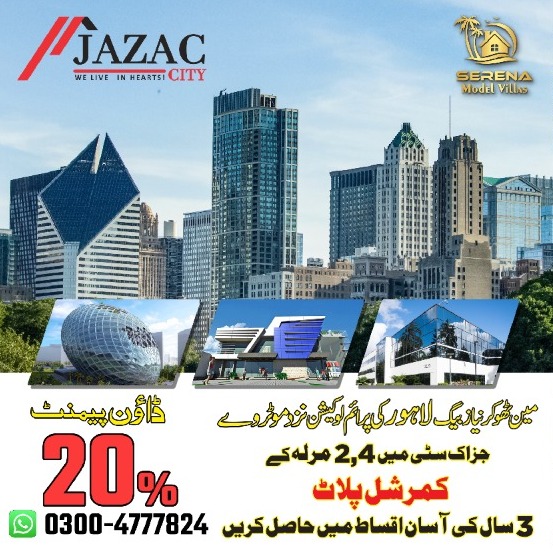 JAZAC
WE LIVE IN HEARTS!
CITY
SERENA
Model Villas
مین ٹھوکر نیاز بیگ لاہور کی پرائم لوکیشن نزد موٹروے
جزاک سٹی میں 2,4 مرلہ کے
کمرشل پلاٹ
3 سال کی آسان اقساط میں حاصل کریں
ڈاؤن پیمنٹ
20%
0300-4777824